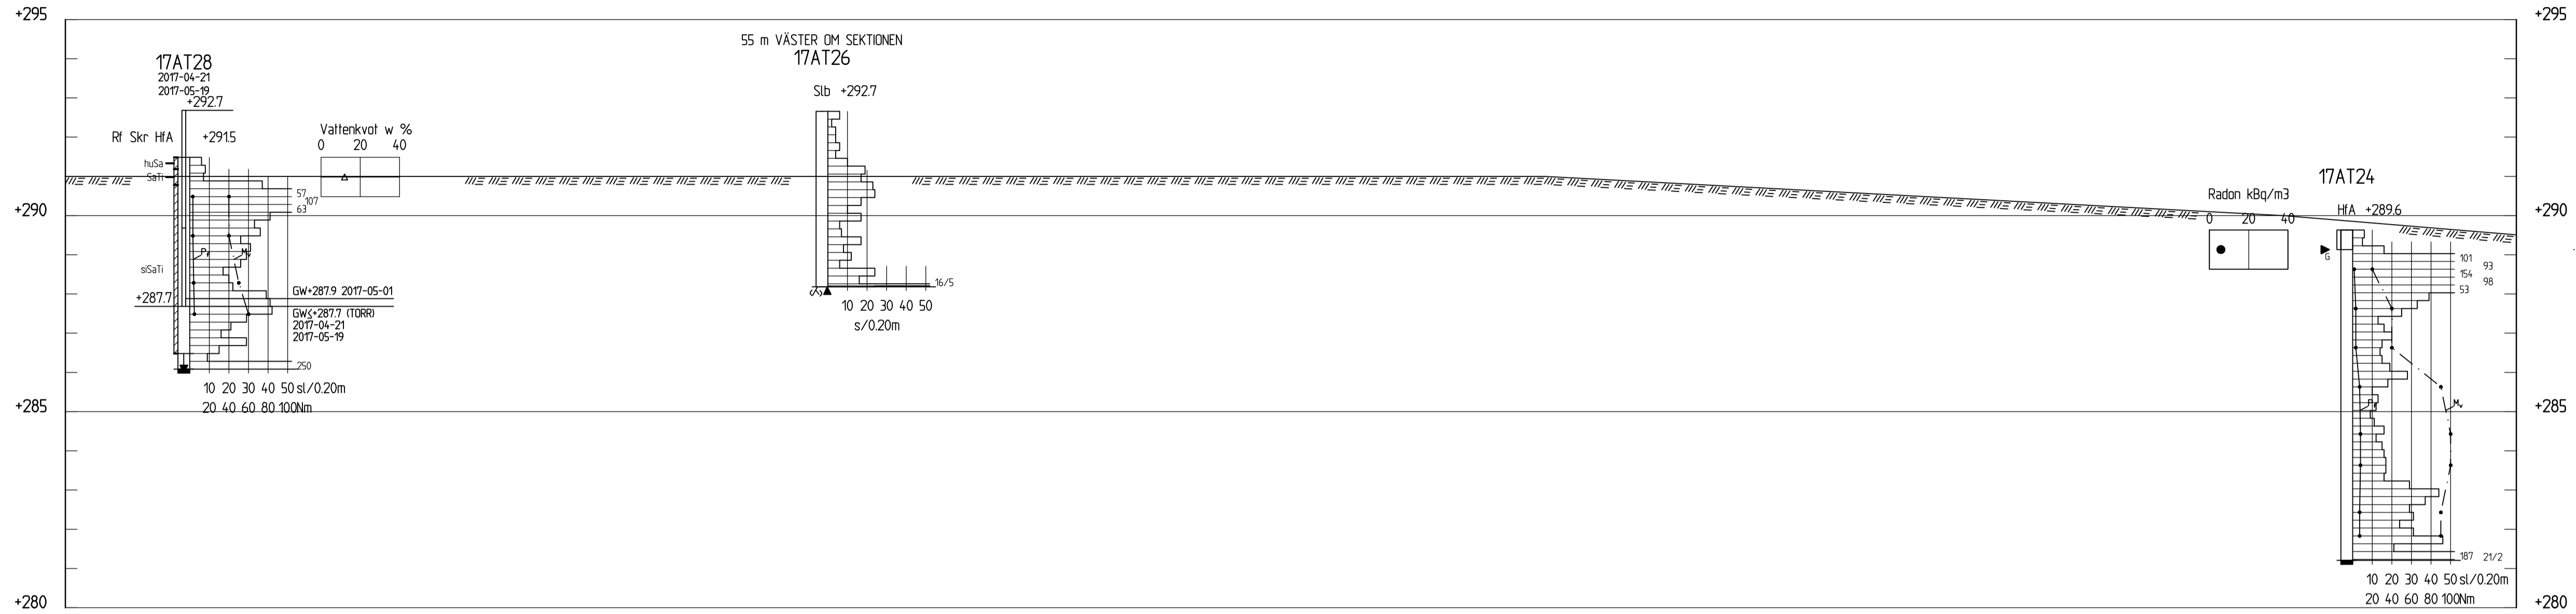 +295
+295
55 m VÄSTER OM SEKTIONEN
17AT28
17AT26
2017-04-21
2017-05-19
+292.7
Slb +292.7
Rf Skr HfA +291.5
Vattenkvot w %
0 20 40
huSa
SaTi
17AT24
57
107
63
Radon kBq/m3
0 20 40
HfA +289.6
+290
+290
Pf
Mv
G
siSaTi
101
93
154
98
53
+287.7
GW+287.9 2017-05-01
GW≤+287.7 (TORR)
2017-04-21
2017-05-19
16/5
10 20 30 40 50
s/0.20m
250
10 20 30 40 50 sl/0.20m
20 40 60 80 100Nm
+285
+285
Pf
Mv
187 21/2
10 20 30 40 50 sl/0.20m
20 40 60 80 100Nm
+280
+280